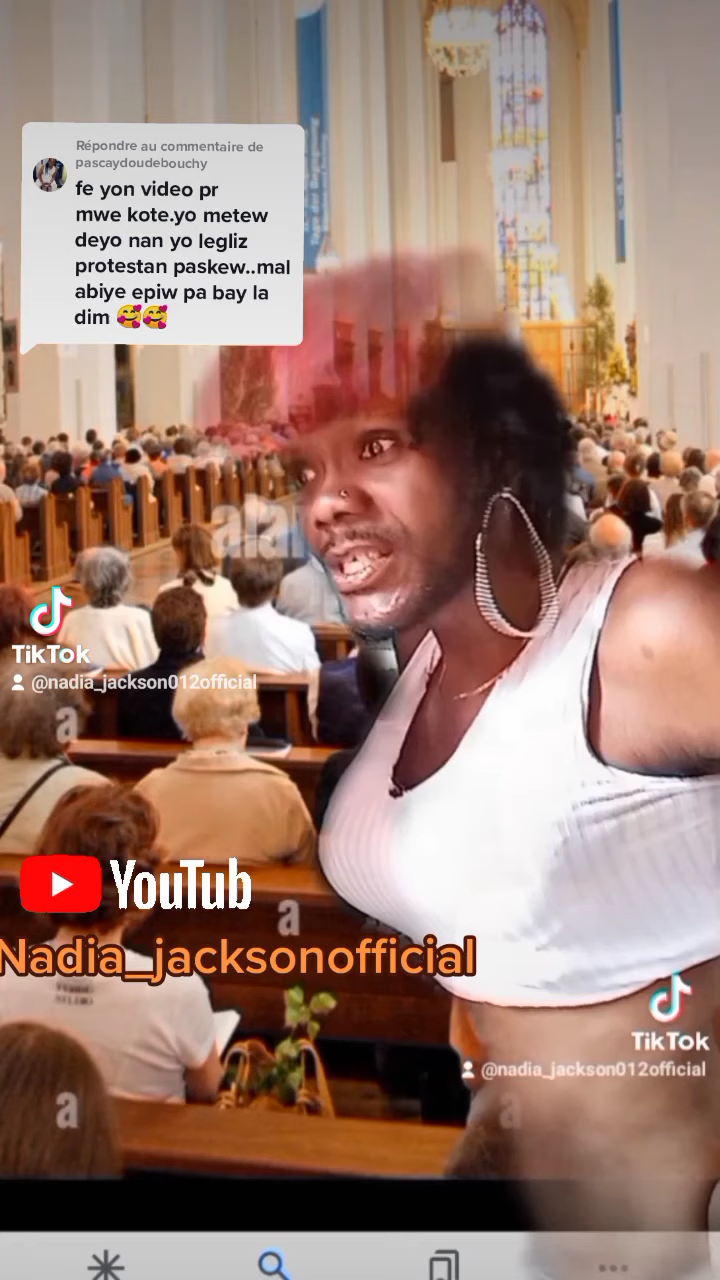 Répondre au commentaire de
pascaydoudebouchy
fe yon video pr
mwe kote.yo metew
deyo nan yo legliz
protestan paskew..mal
abiye epiw pa bay la
dim 🥰🥰
alar
TikTok
@nadia_jackson012official
a
YouTub
a
Nadia_jacksonofficial
TikTok
@nadia_jackson012official
a
a